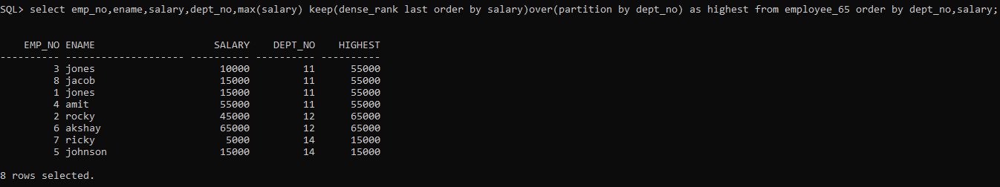 SQL> select emp_no,ename,salary,dept_no,max(salary) keep(dense_rank last order by salary)over(partition by dept_no) as highest from employee_65 order by dept_no,salary;
    EMP_NO ENAME                    SALARY    DEPT_NO    HIGHEST
---------- -------------------- ---------- ---------- ----------
         3 jones                     10000         11      55000
         8 jacob                     15000         11      55000
         1 jones                     15000         11      55000
         4 amit                      55000         11      55000
         2 rocky                     45000         12      65000
         6 akshay                    65000         12      65000
         7 ricky                      5000         14      15000
         5 johnson                   15000         14      15000
8 rows selected.